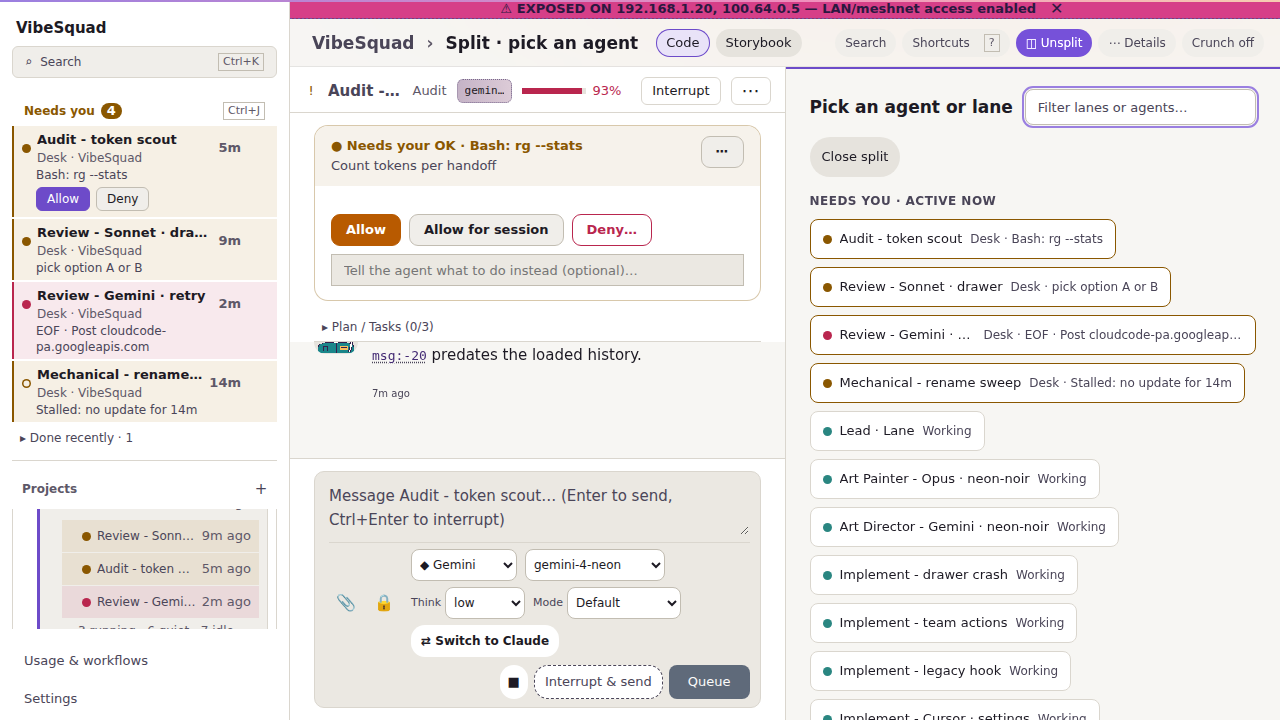 ⚠ EXPOSED ON 192.168.1.20, 100.64.0.5 — LAN/meshnet access enabled ✕
VibeSquad
⌕ Search Ctrl+K
Needs you 4 Ctrl+J
Audit - token scout 5m
Desk · VibeSquad
Bash: rg --stats
Allow Deny
Review - Sonnet · dra… 9m
Desk · VibeSquad
pick option A or B
Review - Gemini · retry 2m
Desk · VibeSquad
EOF · Post cloudcode-
pa.googleapis.com
Mechanical - rename… 14m
Desk · VibeSquad
Stalled: no update for 14m
▸ Done recently · 1
Projects +
Review - Sonn… 9m ago
Audit - token … 5m ago
Review - Gemi… 2m ago
Usage & workflows
Settings
VibeSquad › Split · pick an agent Code Storybook Search Shortcuts ? ◫ Unsplit ⋯ Details Crunch off
! Audit -… Audit gemin… 93% Interrupt ⋯
● Needs your OK · Bash: rg --stats
Count tokens per handoff
⋯
Allow Allow for session Deny…
Tell the agent what to do instead (optional)…
▸ Plan / Tasks (0/3)
msg:-20 predates the loaded history.
7m ago
Message Audit - token scout… (Enter to send,
Ctrl+Enter to interrupt)
◆ Gemini gemini-4-neon
Think low Mode Default
⇄ Switch to Claude
■ Interrupt & send Queue
Pick an agent or lane Filter lanes or agents…
Close split
NEEDS YOU · ACTIVE NOW
Audit - token scout Desk · Bash: rg --stats
Review - Sonnet · drawer Desk · pick option A or B
Review - Gemini · … Desk · EOF · Post cloudcode-pa.googleap…
Mechanical - rename sweep Desk · Stalled: no update for 14m
Lead · Lane Working
Art Painter - Opus · neon-noir Working
Art Director - Gemini · neon-noir Working
Implement - drawer crash Working
Implement - team actions Working
Implement - legacy hook Working
Implement - Cursor · settings Working